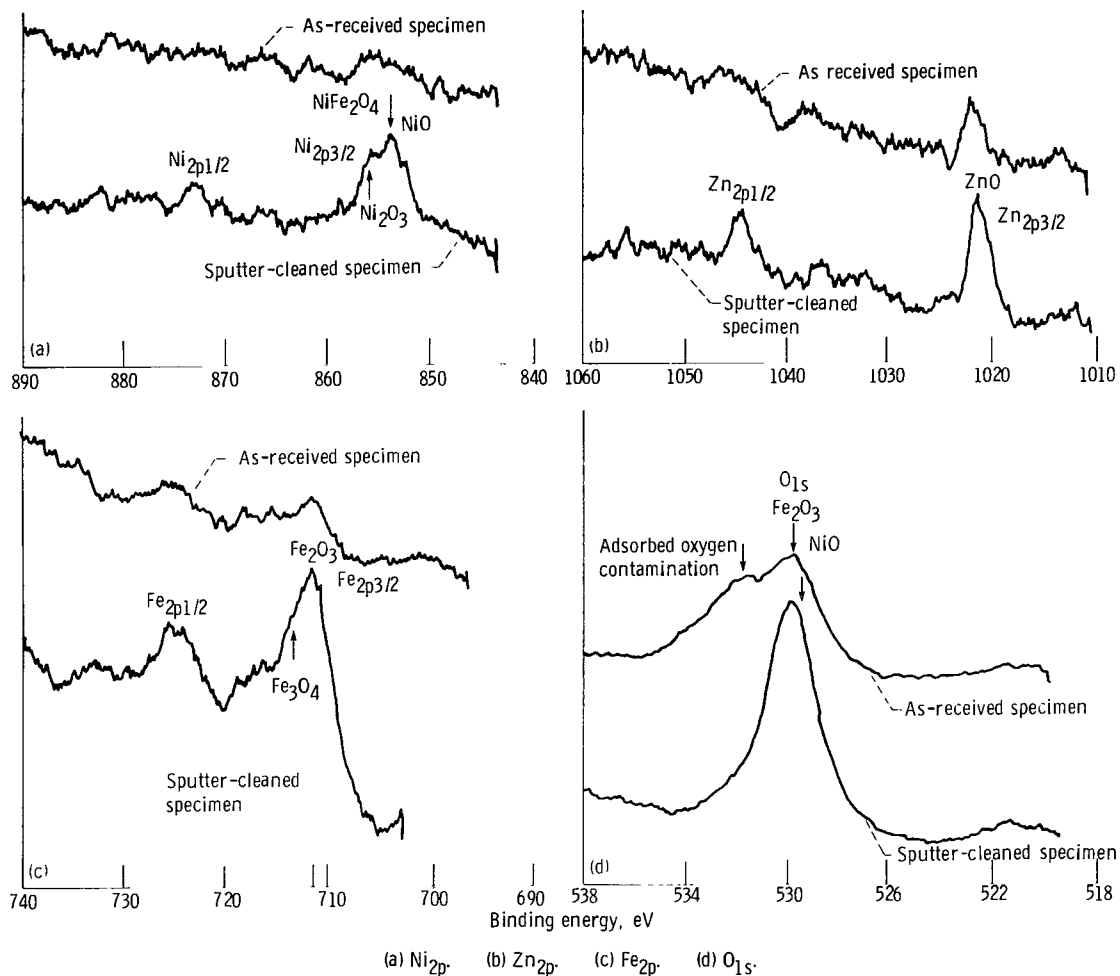 As-received specimen
NiFe2O4
NiO
Ni2p3/2
Ni2p1/2
Ni2O3
Sputter-cleaned specimen
(a)
890 880 870 860 850 840
As received specimen
ZnO
Zn2p1/2
Zn2p3/2
Sputter-cleaned
specimen
(b)
1060 1050 1040 1030 1020 1010
As-received specimen
Fe2O3
Fe2p3/2
Fe2p1/2
Fe3O4
Sputter-cleaned
specimen
(c)
740 730 720 710 700 690
O1s
Fe2O3
NiO
Adsorbed oxygen
contamination
As-received specimen
Sputter-cleaned specimen
(d)
538 534 530 526 522 518
Binding energy, eV
(a) Ni2p. (b) Zn2p. (c) Fe2p. (d) O1s.